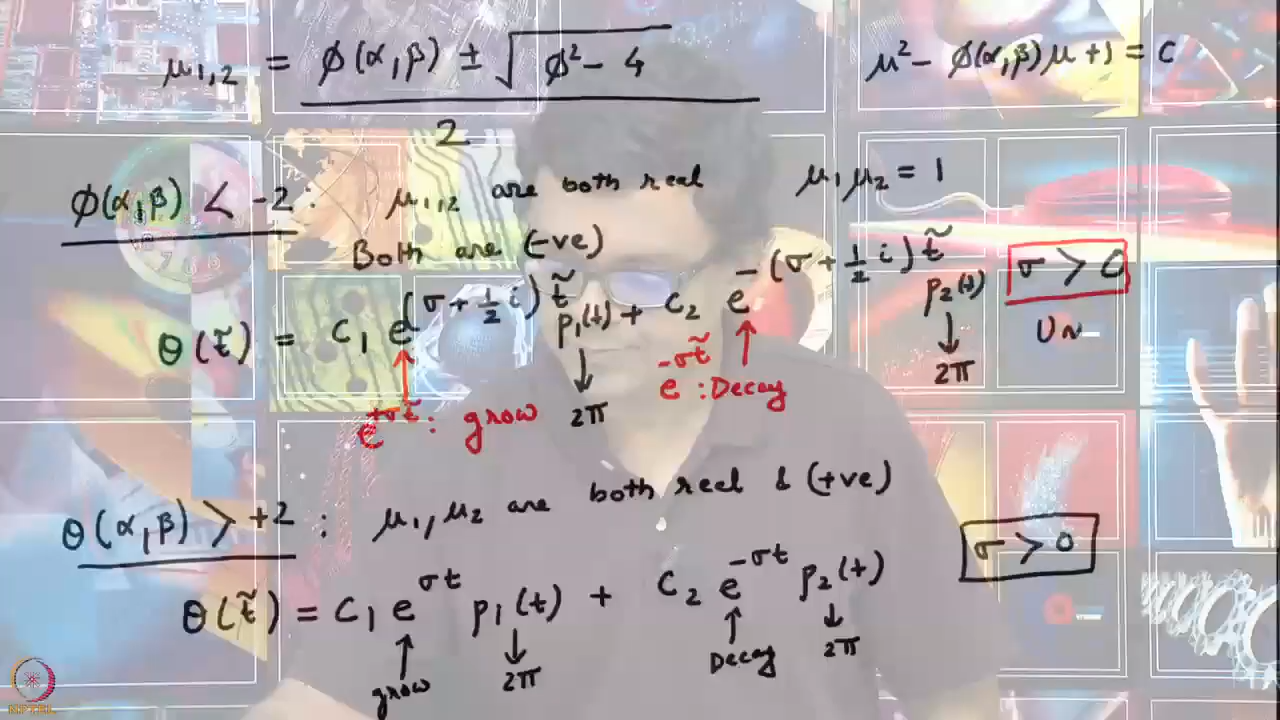 μ₁,₂ = ϕ(α,β) ± √(ϕ² - 4) / 2
μ² - ϕ(α,β)μ + 1 = C
ϕ(α,β) < -2 : μ₁,₂ are both real
μ₁μ₂ = 1
Both are (-ve)
θ(t̃) = C₁ e^(σ + ½ i) t̃ p₁(t) + C₂ e^-(σ + ½ i) t̃ p₂(t)
σ > 0
UN
e^+σt̃ : grow
2π
e^-σt̃ : Decay
2π
θ(α,β) > +2 : μ₁, μ₂ are both real & (+ve)
σ > 0
θ(t̃) = C₁ e^σt p₁(t) + C₂ e^-σt p₂(t)
grow
2π
Decay
2π
NPTEL